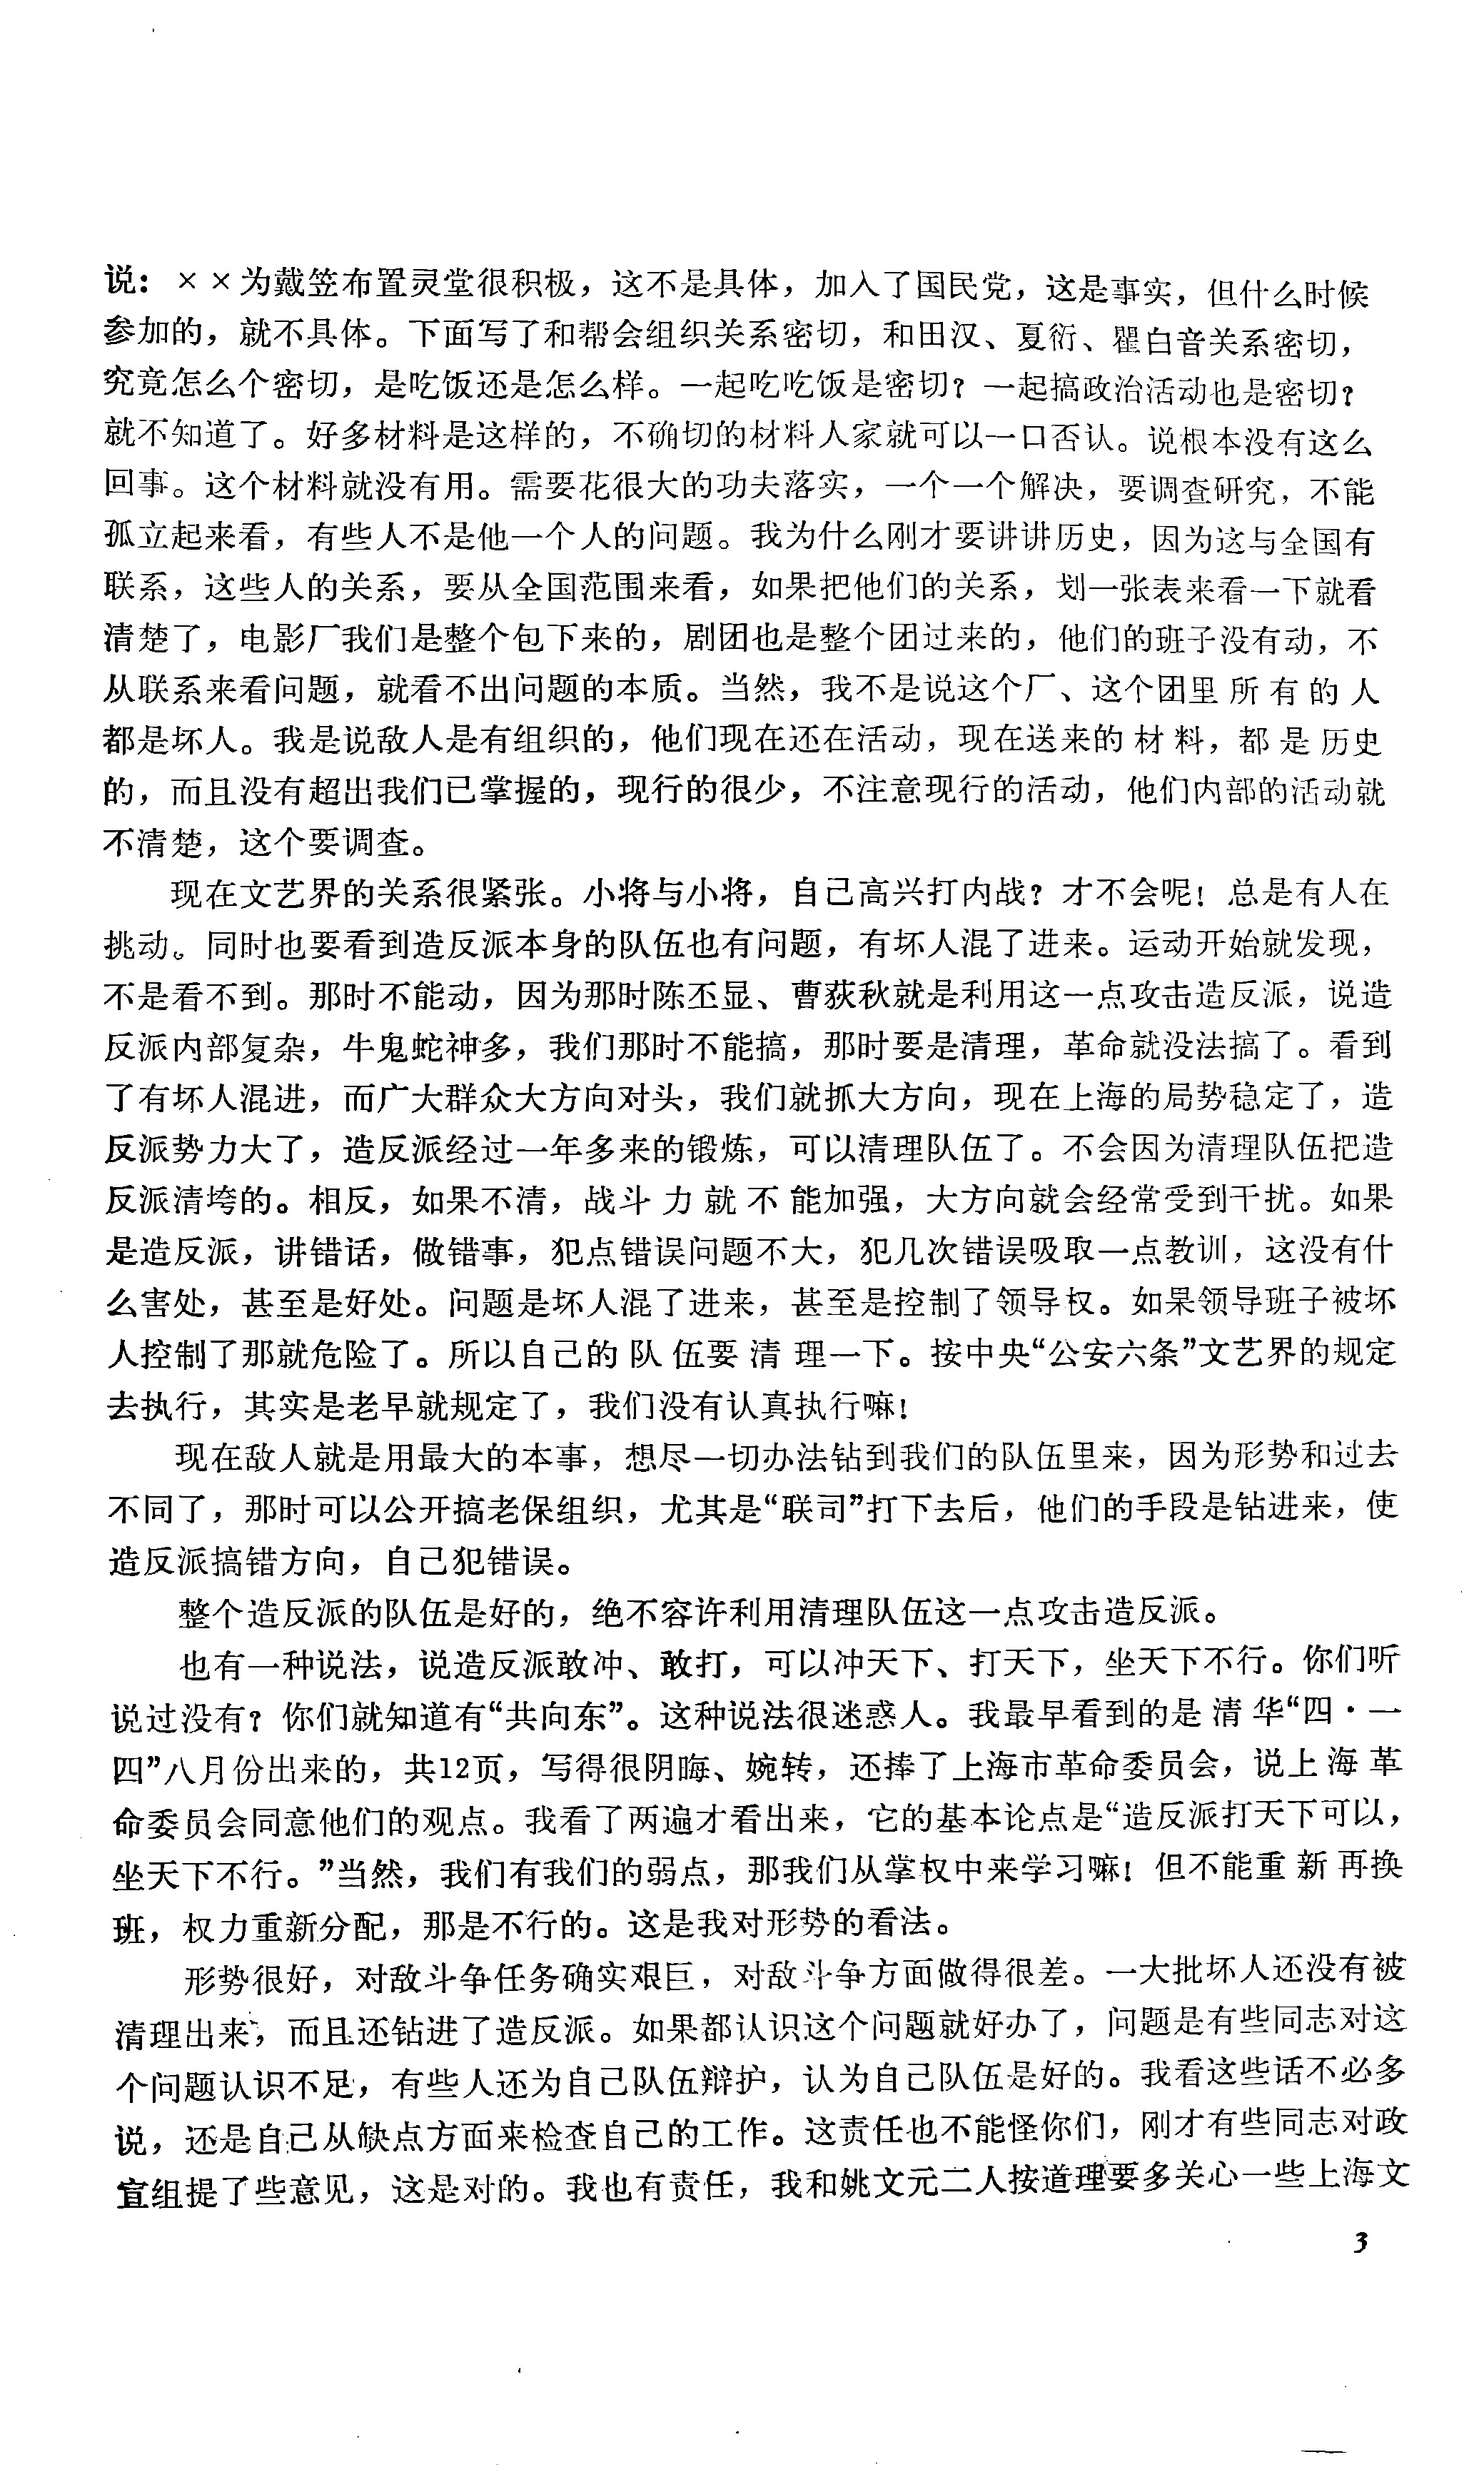 说：××为戴笠布置灵堂很积极，这不是具体，加入了国民党，这是事实，但什么时候
参加的，就不具体。下面写了和帮会组织关系密切，和田汉、夏衍、瞿白音关系密切，
究竟怎么个密切，是吃饭还是怎么样。一起吃吃饭是密切？一起搞政治活动也是密切？
就不知道了。好多材料是这样的，不确切的材料人家就可以一口否认。说根本没有这么
回事。这个材料就没有用。需要花很大的功夫落实，一个一个解决，要调查研究，不能
孤立起来看，有些人不是他一个人的问题。我为什么刚才要讲讲历史，因为这与全国有
联系，这些人的关系，要从全国范围来看，如果把他们的关系，划一张表来看一下就看
清楚了，电影厂我们是整个包下来的，剧团也是整个团过来的，他们的班子没有动，不
从联系来看问题，就看不出问题的本质。当然，我不是说这个厂、这个团里所有的人
都是坏人。我是说敌人是有组织的，他们现在还在活动，现在送来的材料，都是历史
的，而且没有超出我们已掌握的，现行的很少，不注意现行的活动，他们内部的活动就
不清楚，这个要调查。
现在文艺界的关系很紧张。小将与小将，自己高兴打内战？才不会呢！总是有人在
挑动。同时也要看到造反派本身的队伍也有问题，有坏人混了进来。运动开始就发现，
不是看不到。那时不能动，因为那时陈丕显、曹荻秋就是利用这一点攻击造反派，说造
反派内部复杂，牛鬼蛇神多，我们那时不能搞，那时要是清理，革命就没法搞了。看到
了有坏人混进，而广大群众大方向对头，我们就抓大方向，现在上海的局势稳定了，造
反派势力大了，造反派经过一年多来的锻炼，可以清理队伍了。不会因为清理队伍把造
反派清垮的。相反，如果不清，战斗力就不能加强，大方向就会经常受到干扰。如果
是造反派，讲错话，做错事，犯点错误问题不大，犯几次错误吸取一点教训，这没有什
么害处，甚至是好处。问题是坏人混了进来，甚至是控制了领导权。如果领导班子被坏
人控制了那就危险了。所以自己的队伍要清理一下。按中央“公安六条”文艺界的规定
去执行，其实是老早就规定了，我们没有认真执行嘛！
现在敌人就是用最大的本事，想尽一切办法钻到我们的队伍里来，因为形势和过去
不同了，那时可以公开搞老保组织，尤其是“联司”打下去后，他们的手段是钻进来，使
造反派搞错方向，自己犯错误。
整个造反派的队伍是好的，绝不容许利用清理队伍这一点攻击造反派。
也有一种说法，说造反派敢冲、敢打，可以冲天下、打天下，坐天下不行。你们听
说过没有？你们就知道有“共向东”。这种说法很迷惑人。我最早看到的是清华“四·一
四”八月份出来的，共12页，写得很阴晦、婉转，还捧了上海市革命委员会，说上海革
命委员会同意他们的观点。我看了两遍才看出来，它的基本论点是“造反派打天下可以，
坐天下不行。”当然，我们有我们的弱点，那我们从掌权中来学习嘛！但不能重新再换
班，权力重新分配，那是不行的。这是我对形势的看法。
形势很好，对敌斗争任务确实艰巨，对敌斗争方面做得很差。一大批坏人还没有被
清理出来，而且还钻进了造反派。如果都认识这个问题就好办了，问题是有些同志对这
个问题认识不足，有些人还为自己队伍辩护，认为自己队伍是好的。我看这些话不必多
说，还是自己从缺点方面来检查自己的工作。这责任也不能怪你们，刚才有些同志对政
宣组提了些意见，这是对的。我也有责任，我和姚文元二人按道理要多关心一些上海文
3